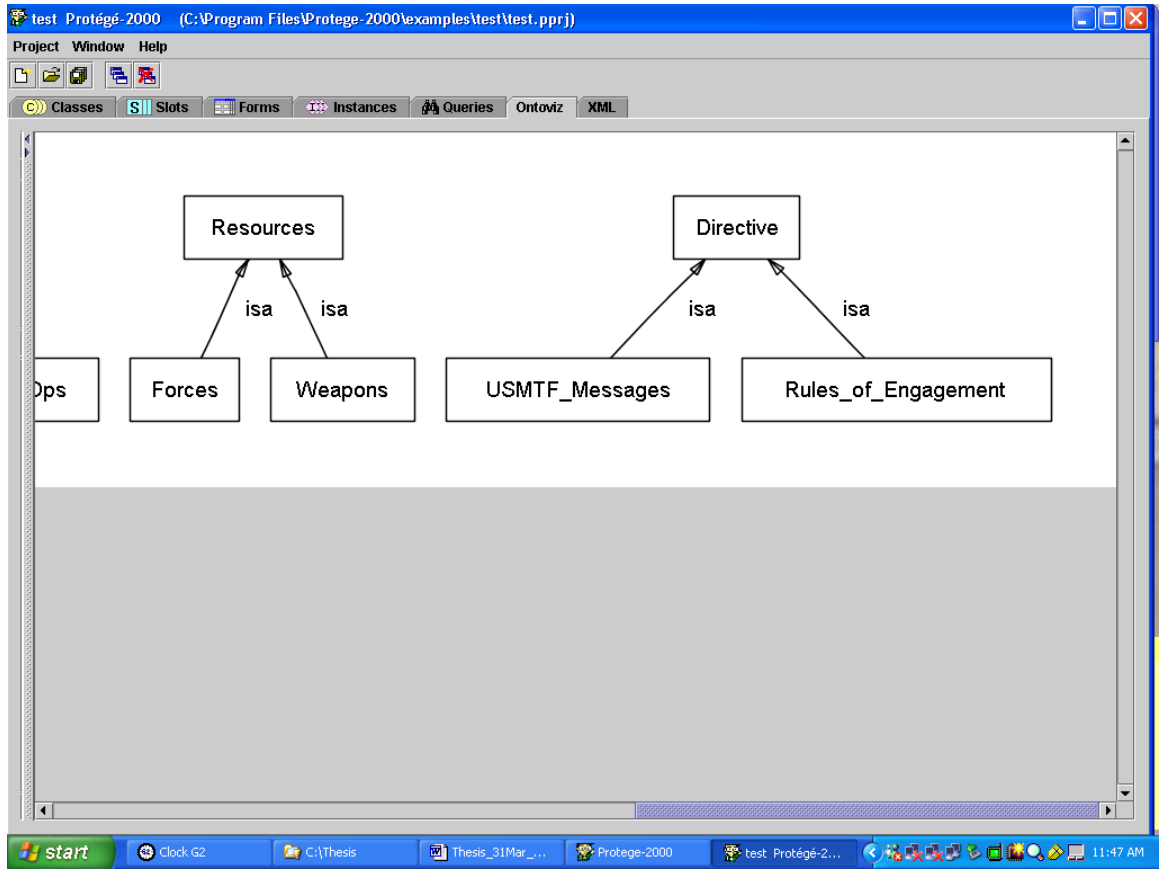 test Protégé-2000 (C:\Program Files\Protege-2000\examples\test\test.pprj)
Project Window Help
C Classes S Slots Forms I Instances Queries Ontoviz XML
Resources Directive
isa isa isa isa
Ops Forces Weapons USMTF_Messages Rules_of_Engagement
start Clock G2 C:\Thesis Thesis_31Mar_... Protege-2000 test Protégé-2... 11:47 AM